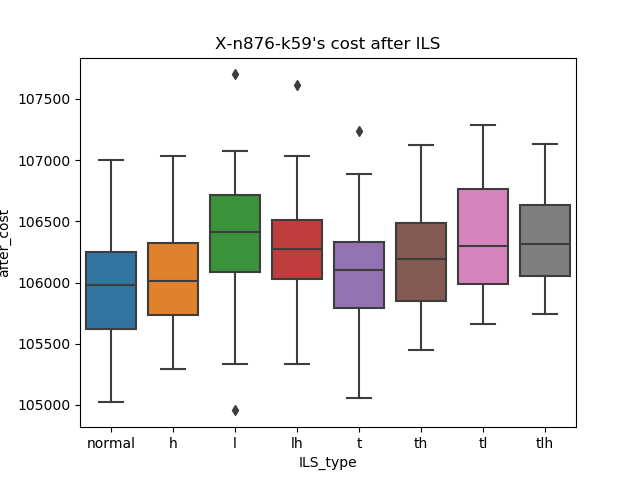 X-n876-k59's cost after ILS
after_cost
107500
107000
106500
106000
105500
105000
normal h l lh t th tl tlh
ILS_type